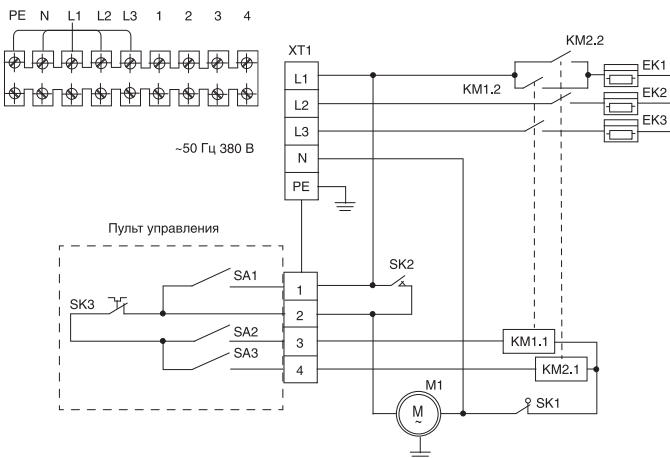 PE N L1 L2 L3 1 2 3 4
~50 Гц 380 В
XT1
L1
L2
L3
N
PE
KM2.2
KM1.2
EK1
EK2
EK3
Пульт управления
SA1
SK3
SA2
SA3
1
2
3
4
SK2
KM1.1
KM2.1
M1
M
~
SK1